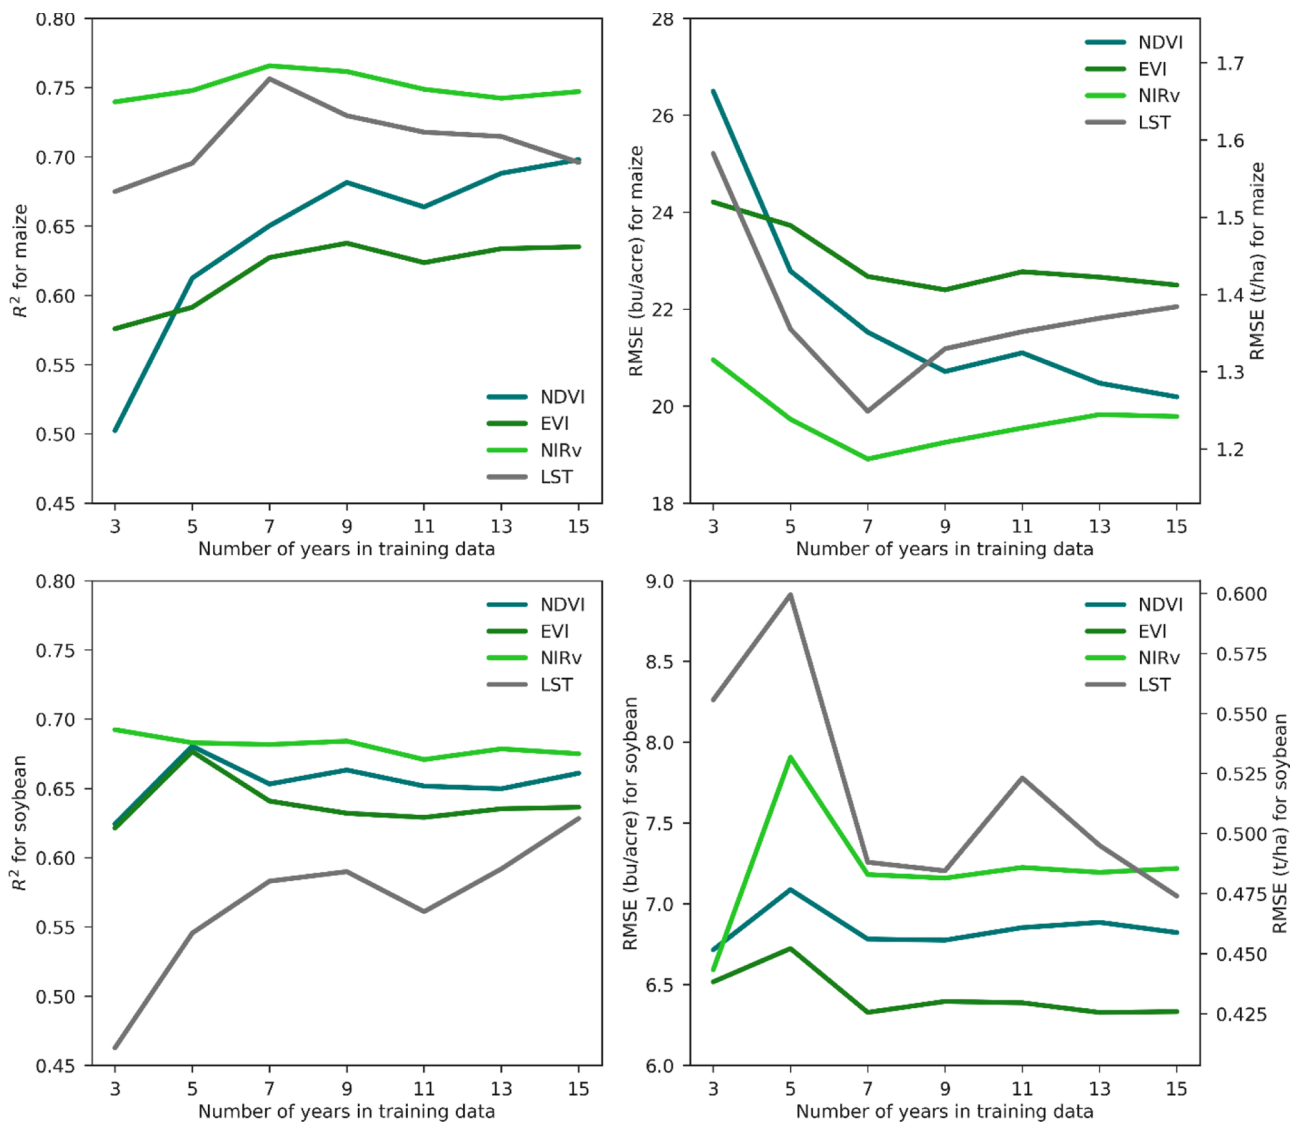 0.80
0.75
0.70
0.65
0.60
0.55
0.50
0.45
R² for maize
NDVI
EVI
NIRv
LST
3 5 7 9 11 13 15
Number of years in training data
28
26
24
22
20
18
RMSE (bu/acre) for maize
NDVI
EVI
NIRv
LST
1.7
1.6
1.5
1.4
1.3
1.2
RMSE (t/ha) for maize
3 5 7 9 11 13 15
Number of years in training data
0.80
0.75
0.70
0.65
0.60
0.55
0.50
0.45
R² for soybean
NDVI
EVI
NIRv
LST
3 5 7 9 11 13 15
Number of years in training data
9.0
8.5
8.0
7.5
7.0
6.5
6.0
RMSE (bu/acre) for soybean
NDVI
EVI
NIRv
LST
0.600
0.575
0.550
0.525
0.500
0.475
0.450
0.425
RMSE (t/ha) for soybean
3 5 7 9 11 13 15
Number of years in training data